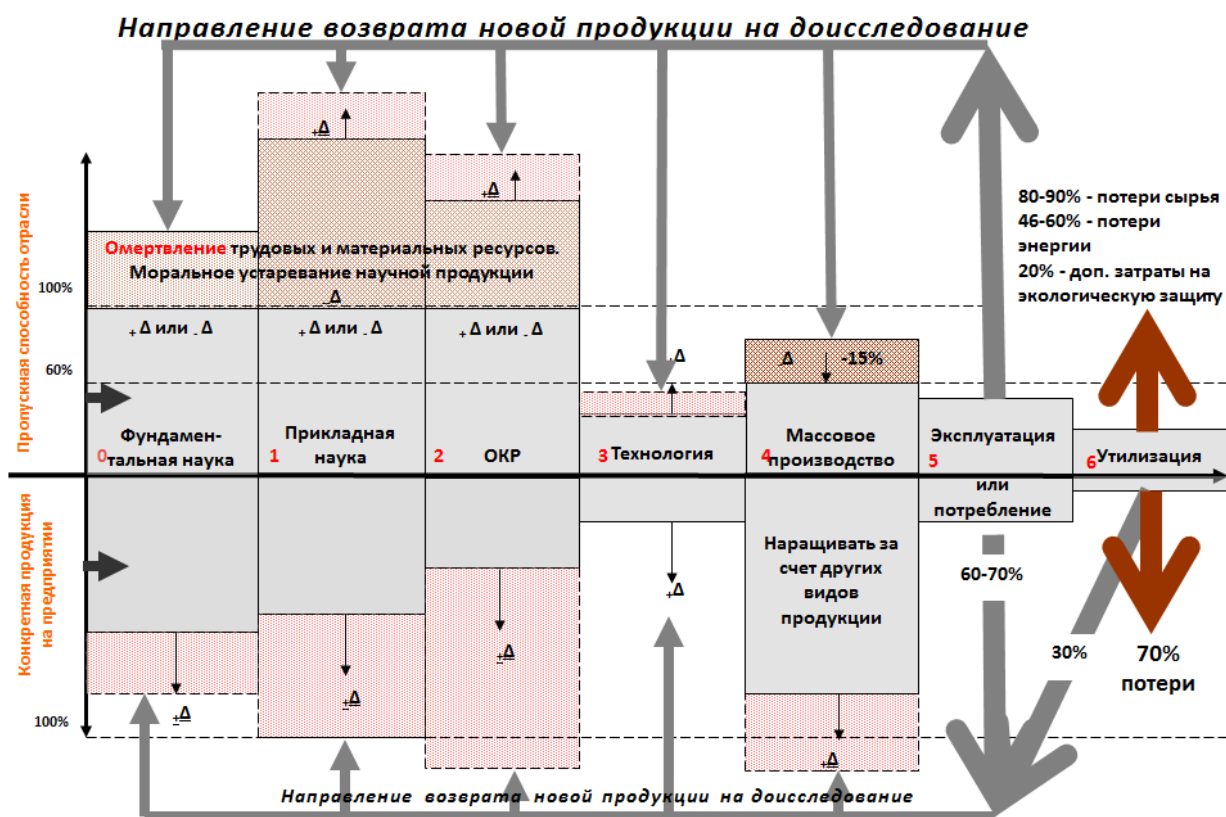 Направление возврата новой продукции на доисследование
Пропускная способность отрасли
Конкретная продукция
на предприятии
100%
60%
100%
+Δ
+Δ
Омертвление трудовых и материальных ресурсов.
Моральное устаревание научной продукции
-Δ
+Δ или -Δ
+Δ или -Δ
+Δ или -Δ
+Δ
-Δ
-15%
80-90% - потери сырья
46-60% - потери
энергии
20% - доп. затраты на
экологическую защиту
0
Фундамен-
тальная наука
1
Прикладная
наука
2
ОКР
3
Технология
4
Массовое
производство
5
Эксплуатация
или
потребление
6
Утилизация
Наращивать за
счет других
видов
продукции
60-70%
30%
70%
потери
+Δ
+Δ
+Δ
+Δ
+Δ
Направление возврата новой продукции на доисследование